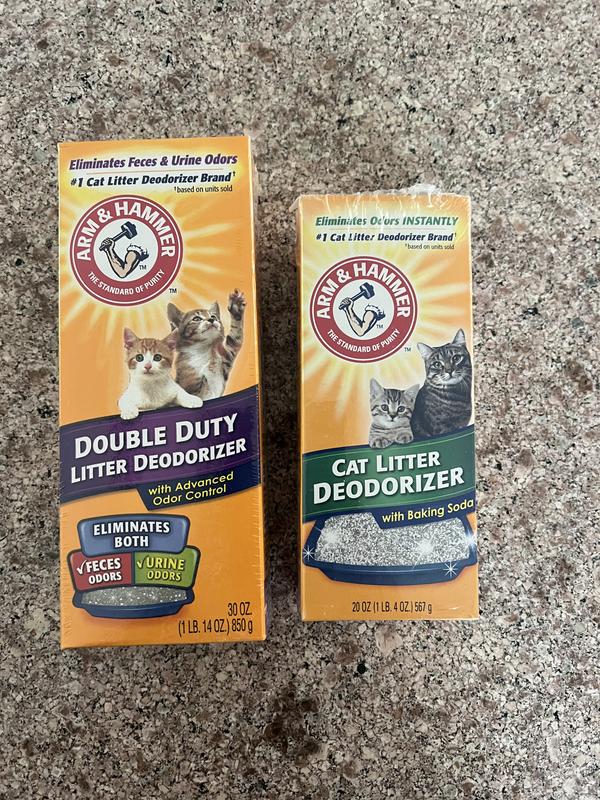 Eliminates Feces & Urine Odors
#1 Cat Litter Deodorizer Brand†
†based on units sold
ARM & HAMMER
THE STANDARD OF PURITY
TM
TM
DOUBLE DUTY
LITTER DEODORIZER
with Advanced
Odor Control
ELIMINATES
BOTH
✓FECES
ODORS
✓URINE
ODORS
30 OZ.
(1 LB. 14 OZ.) 850 g
Eliminates Odors INSTANTLY
#1 Cat Litter Deodorizer Brand†
†based on units sold
ARM & HAMMER
THE STANDARD OF PURITY
TM
TM
CAT LITTER
DEODORIZER
with Baking Soda
20 OZ (1 LB. 4 OZ.) 567 g